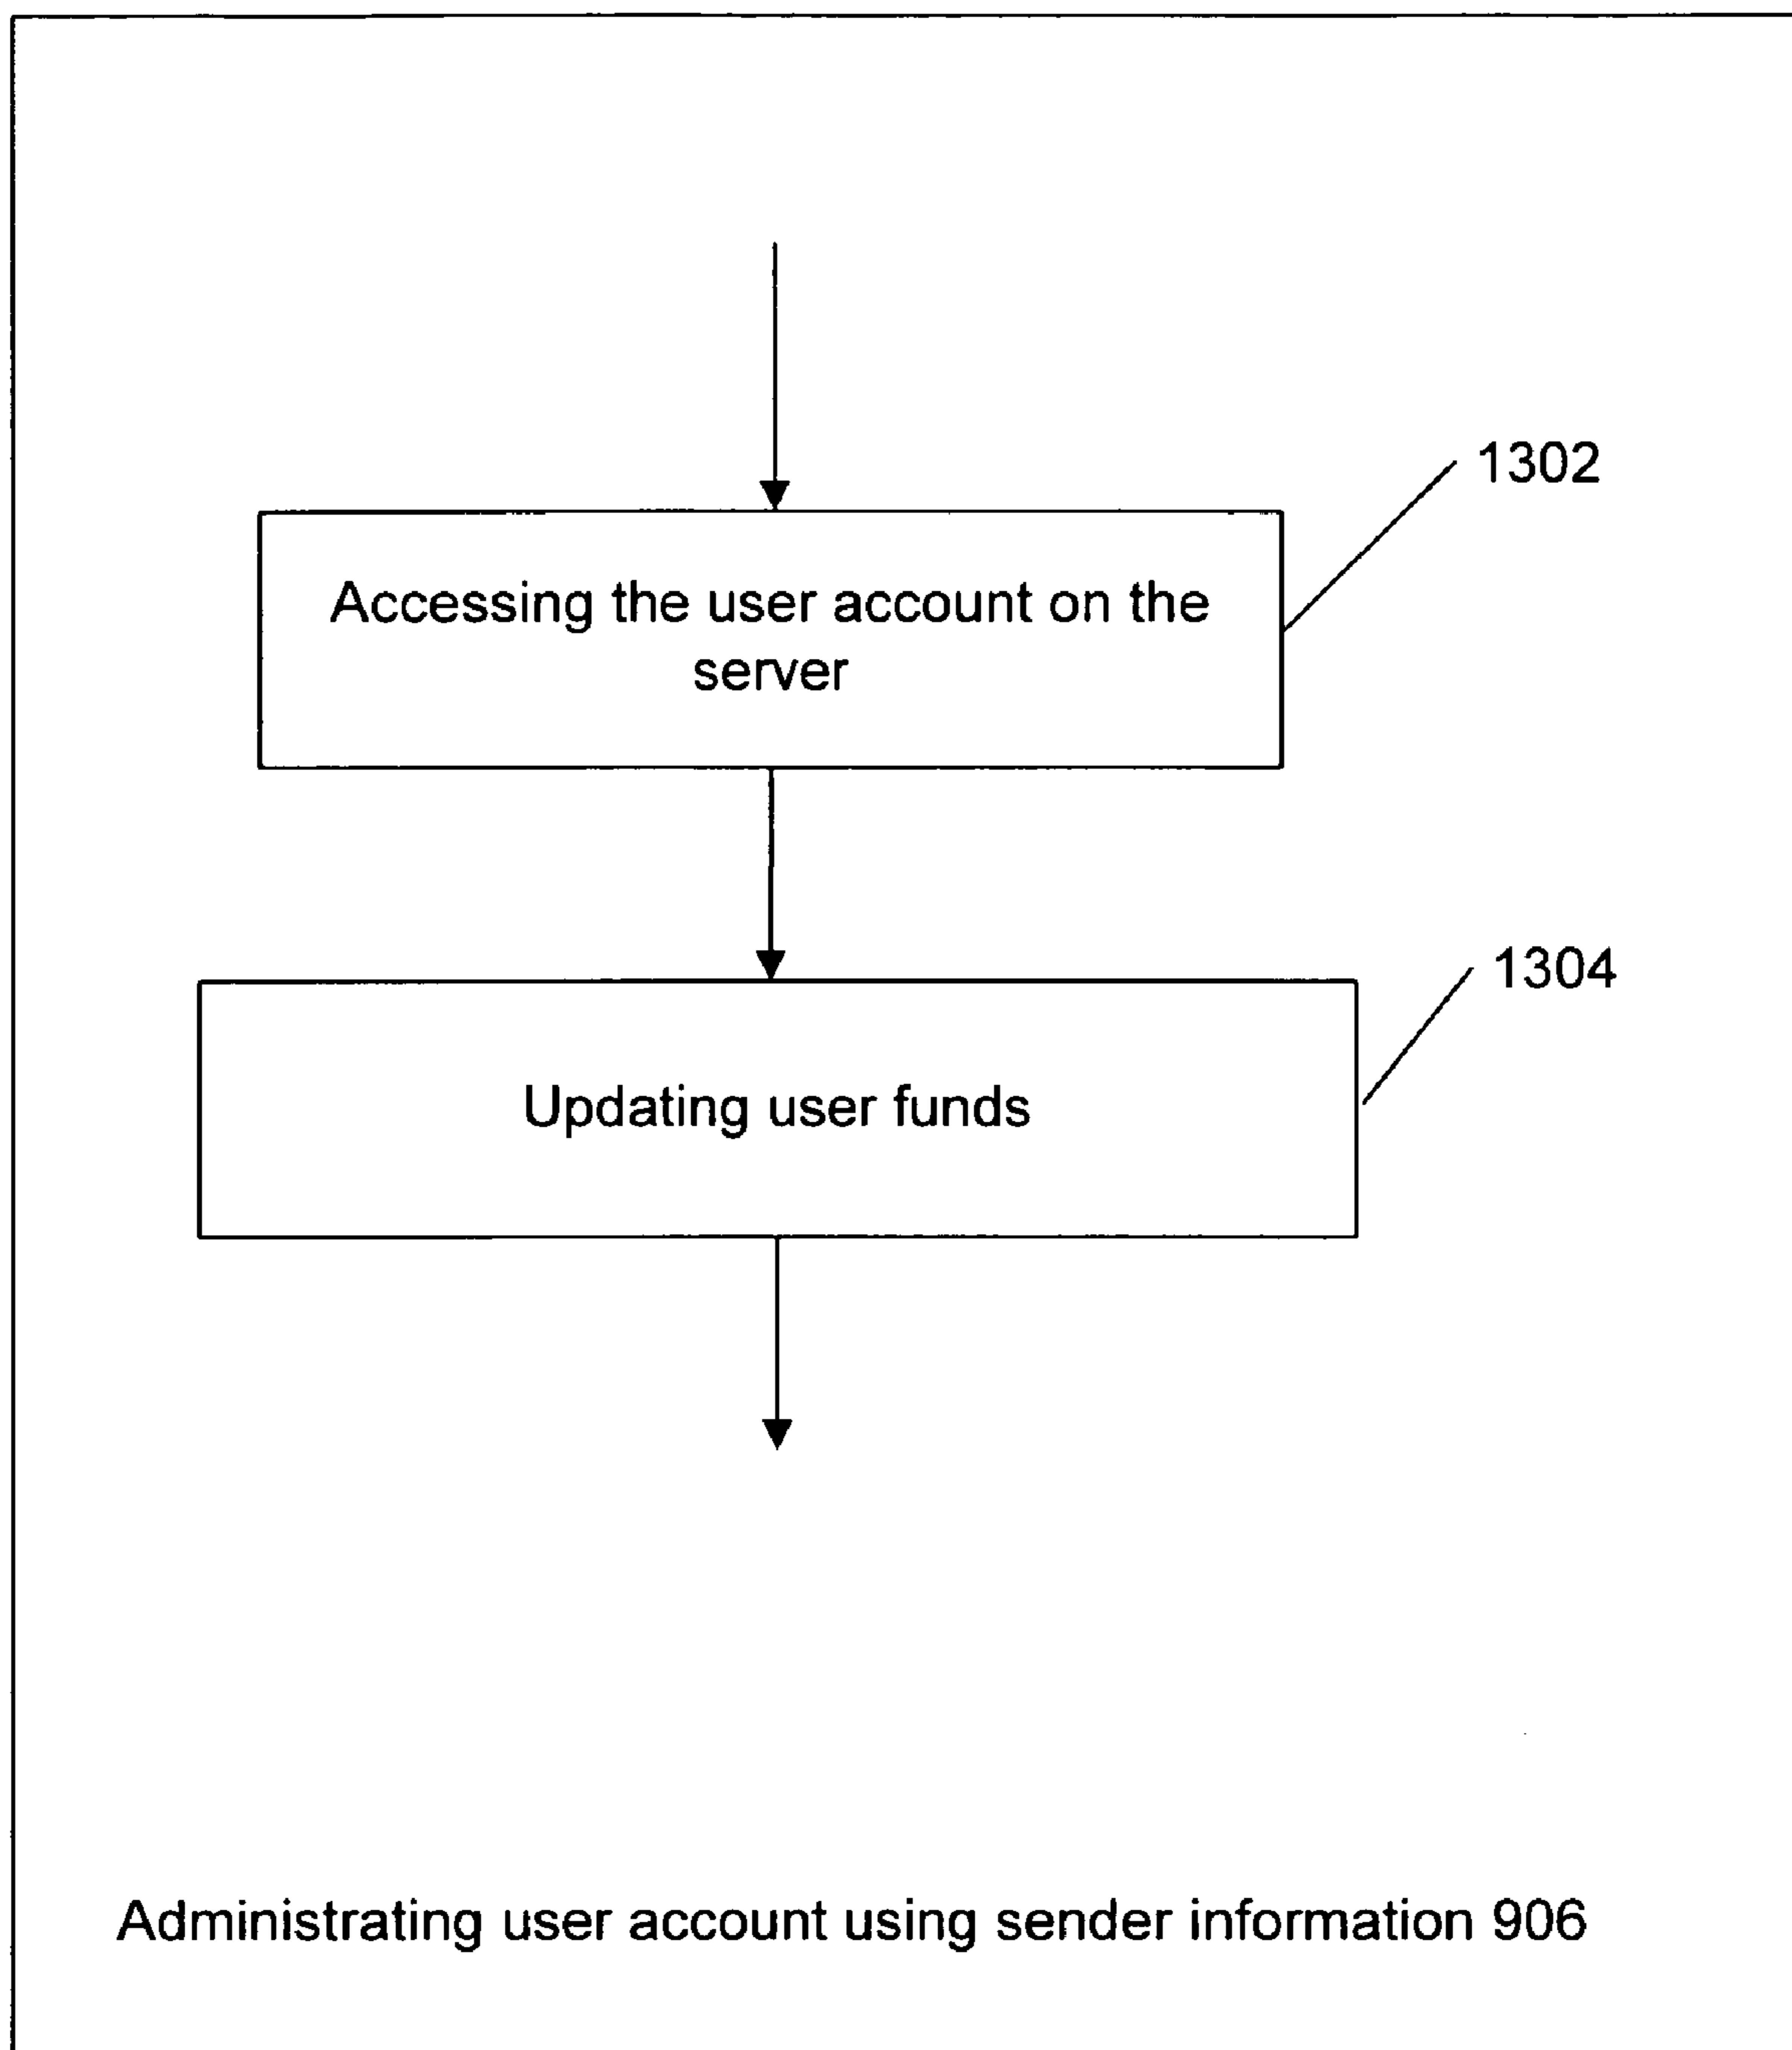 1302
Accessing the user account on the
server
1304
Updating user funds
Administrating user account using sender information 906